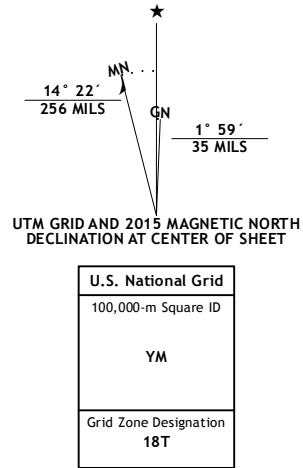 ★
MN
GN
14° 22´
256 MILS
1° 59´
35 MILS
UTM GRID AND 2015 MAGNETIC NORTH
DECLINATION AT CENTER OF SHEET
U.S. National Grid
100,000-m Square ID
YM
Grid Zone Designation
18T